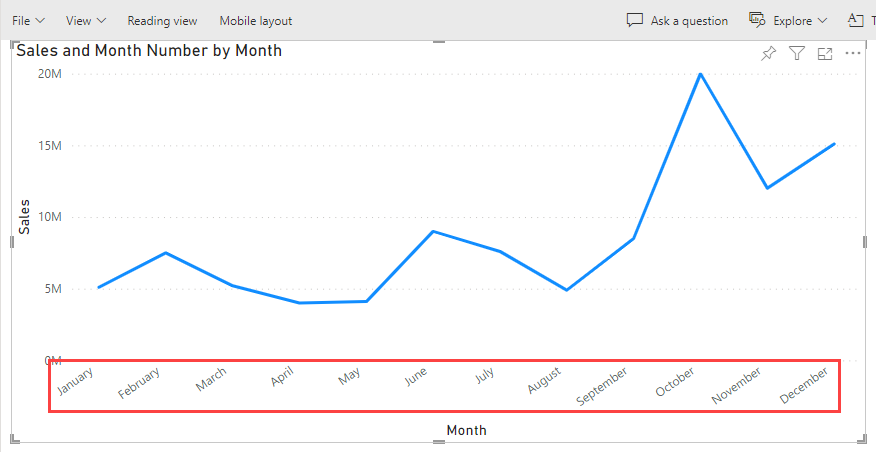 File View Reading view Mobile layout Ask a question Explore T
Sales and Month Number by Month
20M
15M
10M
5M
0M
Sales
January February March April May June July August September October November December
Month